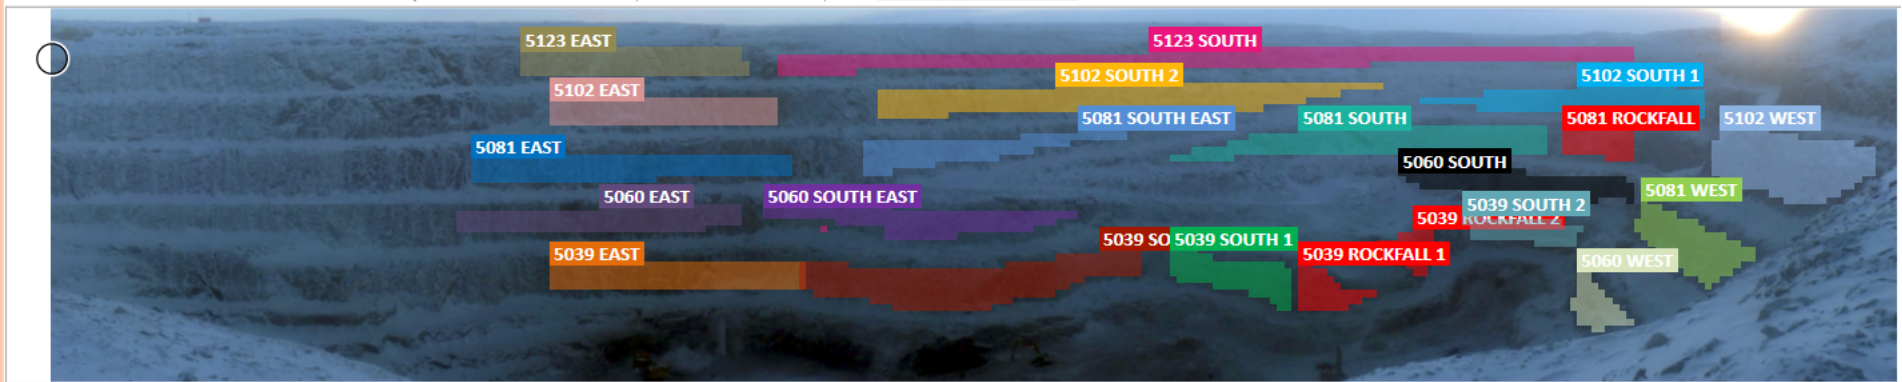 5123 EAST
5123 SOUTH
5102 SOUTH 2
5102 SOUTH 1
5102 EAST
5081 SOUTH EAST
5081 SOUTH
5081 ROCKFALL
5102 WEST
5081 EAST
5060 SOUTH
5081 WEST
5060 EAST
5060 SOUTH EAST
5039 SOUTH 2
5039 ROCKFALL 2
5039 SO
5039 SOUTH 1
5039 EAST
5039 ROCKFALL 1
5060 WEST